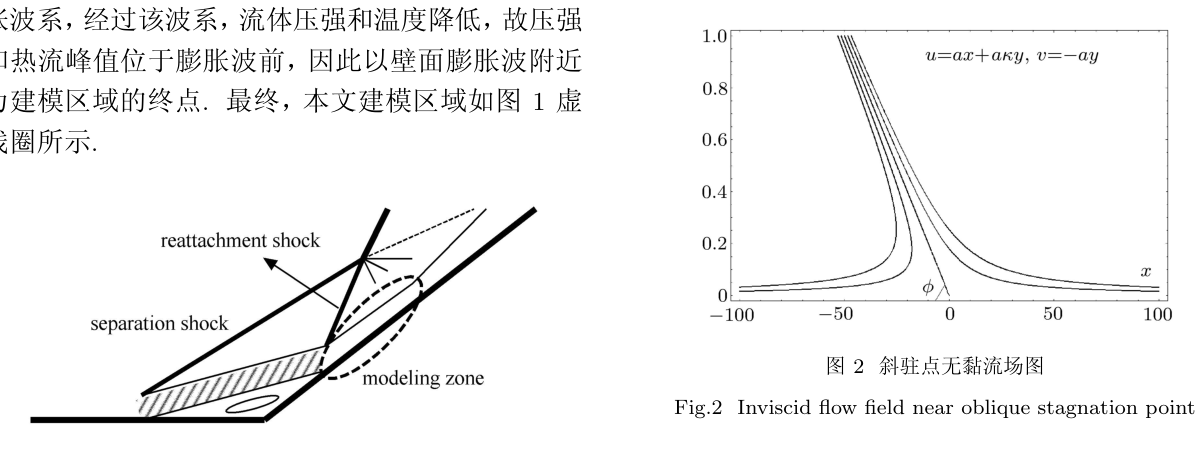 波系, 经过该波系, 流体压强和温度降低, 故压强
热流峰值位于膨胀波前, 因此以壁面膨胀波附近
建模区域的终点. 最终, 本文建模区域如图 1 虚
圈所示.
reattachment shock
separation shock
modeling zone
1.0
u=ax+aκy, v=−ay
0.8
0.6
0.4
0.2
x
0
ϕ
−100
−50
0
50
100
图 2 斜驻点无黏流场图
Fig.2 Inviscid flow field near oblique stagnation point